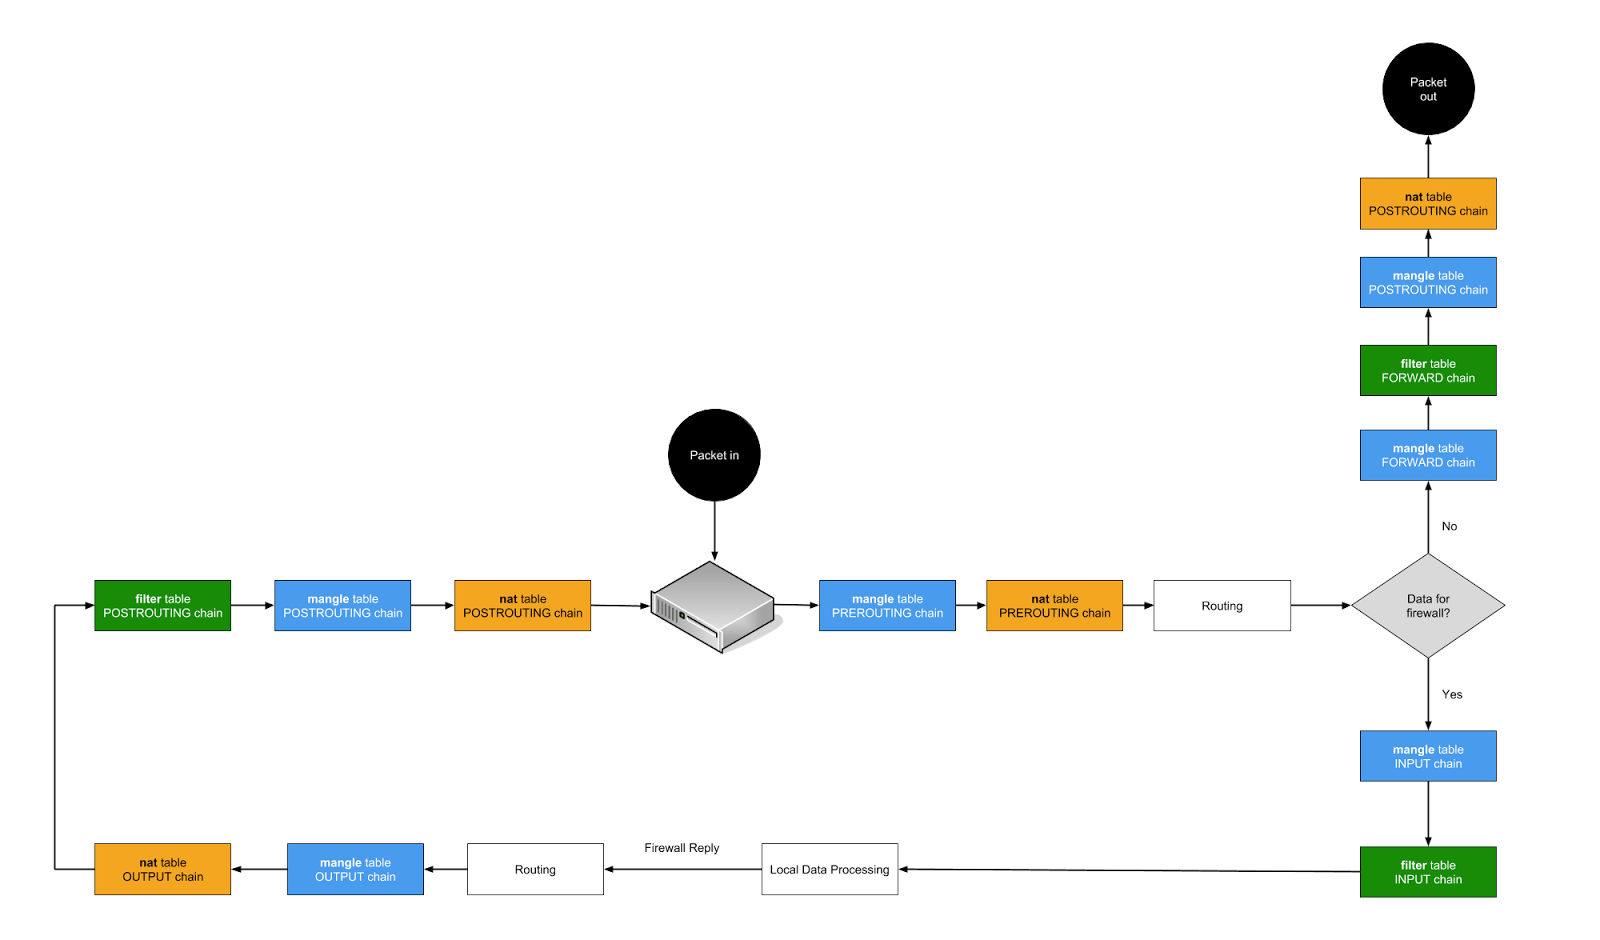 Packet
out
nat table
POSTROUTING chain
mangle table
POSTROUTING chain
filter table
FORWARD chain
mangle table
FORWARD chain
Packet in
No
filter table
POSTROUTING chain
mangle table
POSTROUTING chain
nat table
POSTROUTING chain
mangle table
PREROUTING chain
nat table
PREROUTING chain
Routing
Data for
firewall?
Yes
mangle table
INPUT chain
nat table
OUTPUT chain
mangle table
OUTPUT chain
Routing
Firewall Reply
Local Data Processing
filter table
INPUT chain